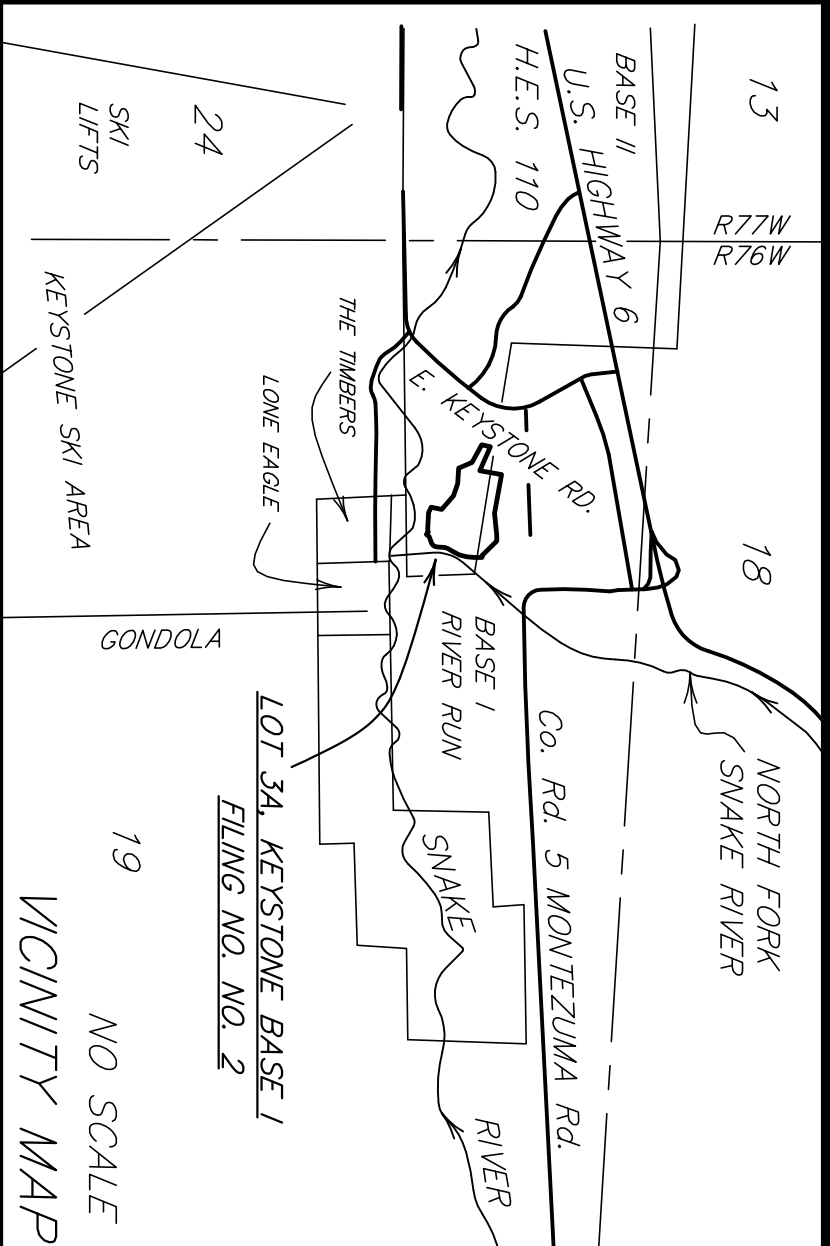 13
BASE II
U.S. HIGHWAY 6
H.E.S. 110
24
SKI
LIFTS
R77W
R76W
KEYSTONE SKI AREA
THE TIMBERS
LONE EAGLE
E. KEYSTONE RD.
18
GONDOLA
BASE I
RIVER RUN
NORTH FORK
SNAKE RIVER
Co. Rd. 5 MONTEZUMA Rd.
SNAKE
RIVER
LOT 3A, KEYSTONE BASE I
FILING NO. NO. 2
19
NO SCALE
VICINITY MAP